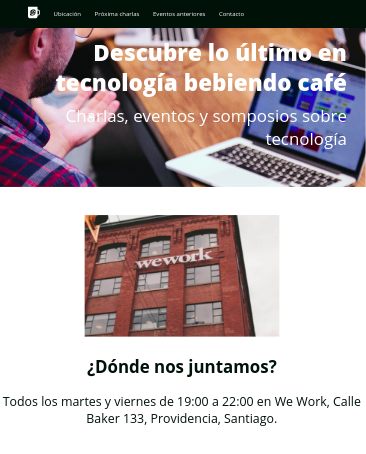 Ubicación Próxima charlas Eventos anteriores Contacto
Descubre lo último en
tecnología bebiendo café
Charlas, eventos y somposios sobre
tecnología
wework
¿Dónde nos juntamos?
Todos los martes y viernes de 19:00 a 22:00 en We Work, Calle
Baker 133, Providencia, Santiago.